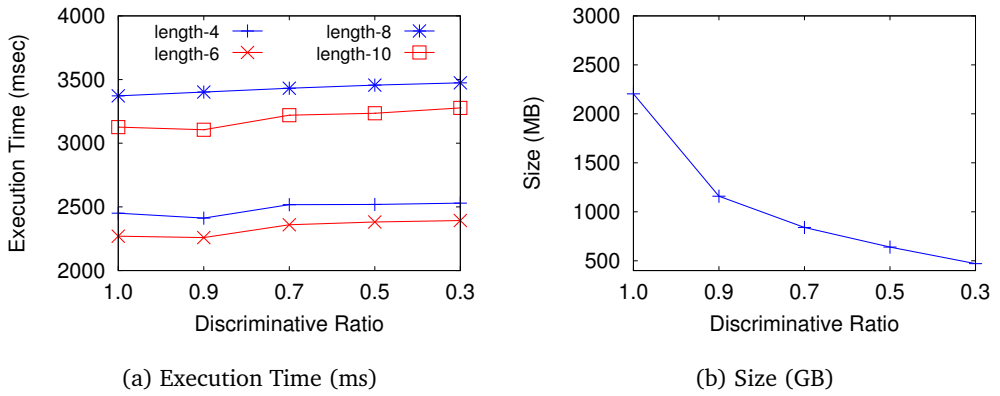 4000
3500
3000
2500
2000
Execution Time (msec)
length-4
length-6
length-8
length-10
1.0 0.9 0.7 0.5 0.3
Discriminative Ratio
(a) Execution Time (ms)
3000
2500
2000
1500
1000
500
Size (MB)
1.0 0.9 0.7 0.5 0.3
Discriminative Ratio
(b) Size (GB)